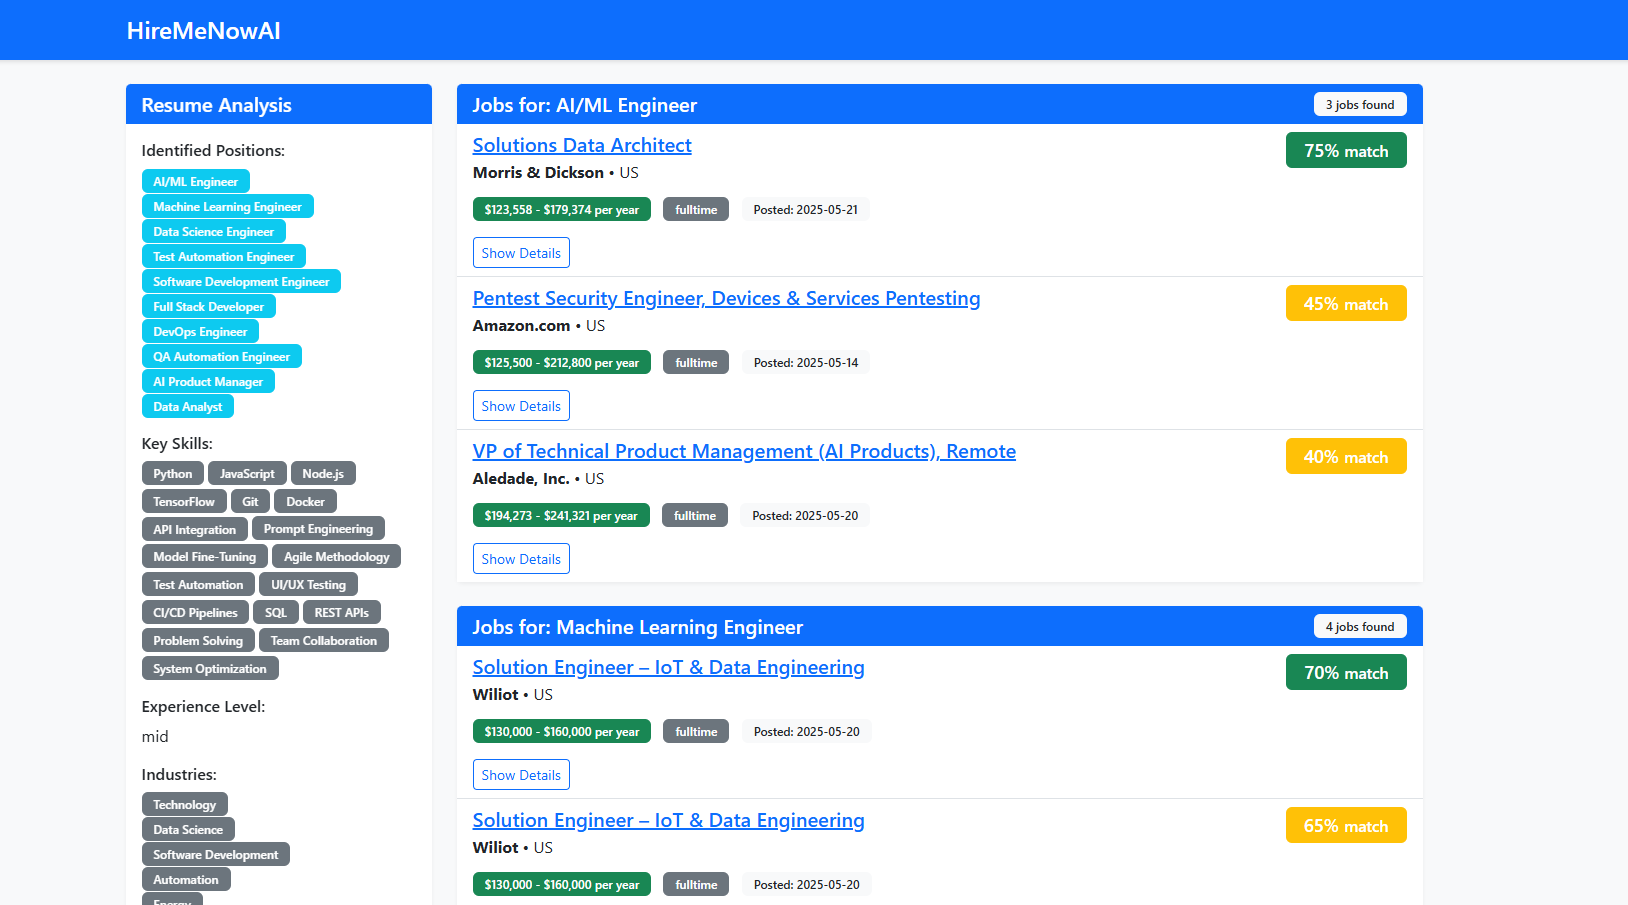 HireMeNowAI
Resume Analysis
Identified Positions:
AI/ML Engineer
Machine Learning Engineer
Data Science Engineer
Test Automation Engineer
Software Development Engineer
Full Stack Developer
DevOps Engineer
QA Automation Engineer
AI Product Manager
Data Analyst
Key Skills:
Python JavaScript Node.js
TensorFlow Git Docker
API Integration Prompt Engineering
Model Fine-Tuning Agile Methodology
Test Automation UI/UX Testing
CI/CD Pipelines SQL REST APIs
Problem Solving Team Collaboration
System Optimization
Experience Level:
mid
Industries:
Technology
Data Science
Software Development
Automation
Energy
Jobs for: AI/ML Engineer 3 jobs found
Solutions Data Architect 75% match
Morris & Dickson • US
$123,558 - $179,374 per year fulltime Posted: 2025-05-21
Show Details
Pentest Security Engineer, Devices & Services Pentesting 45% match
Amazon.com • US
$125,500 - $212,800 per year fulltime Posted: 2025-05-14
Show Details
VP of Technical Product Management (AI Products), Remote 40% match
Aledade, Inc. • US
$194,273 - $241,321 per year fulltime Posted: 2025-05-20
Show Details
Jobs for: Machine Learning Engineer 4 jobs found
Solution Engineer – IoT & Data Engineering 70% match
Wiliot • US
$130,000 - $160,000 per year fulltime Posted: 2025-05-20
Show Details
Solution Engineer – IoT & Data Engineering 65% match
Wiliot • US
$130,000 - $160,000 per year fulltime Posted: 2025-05-20